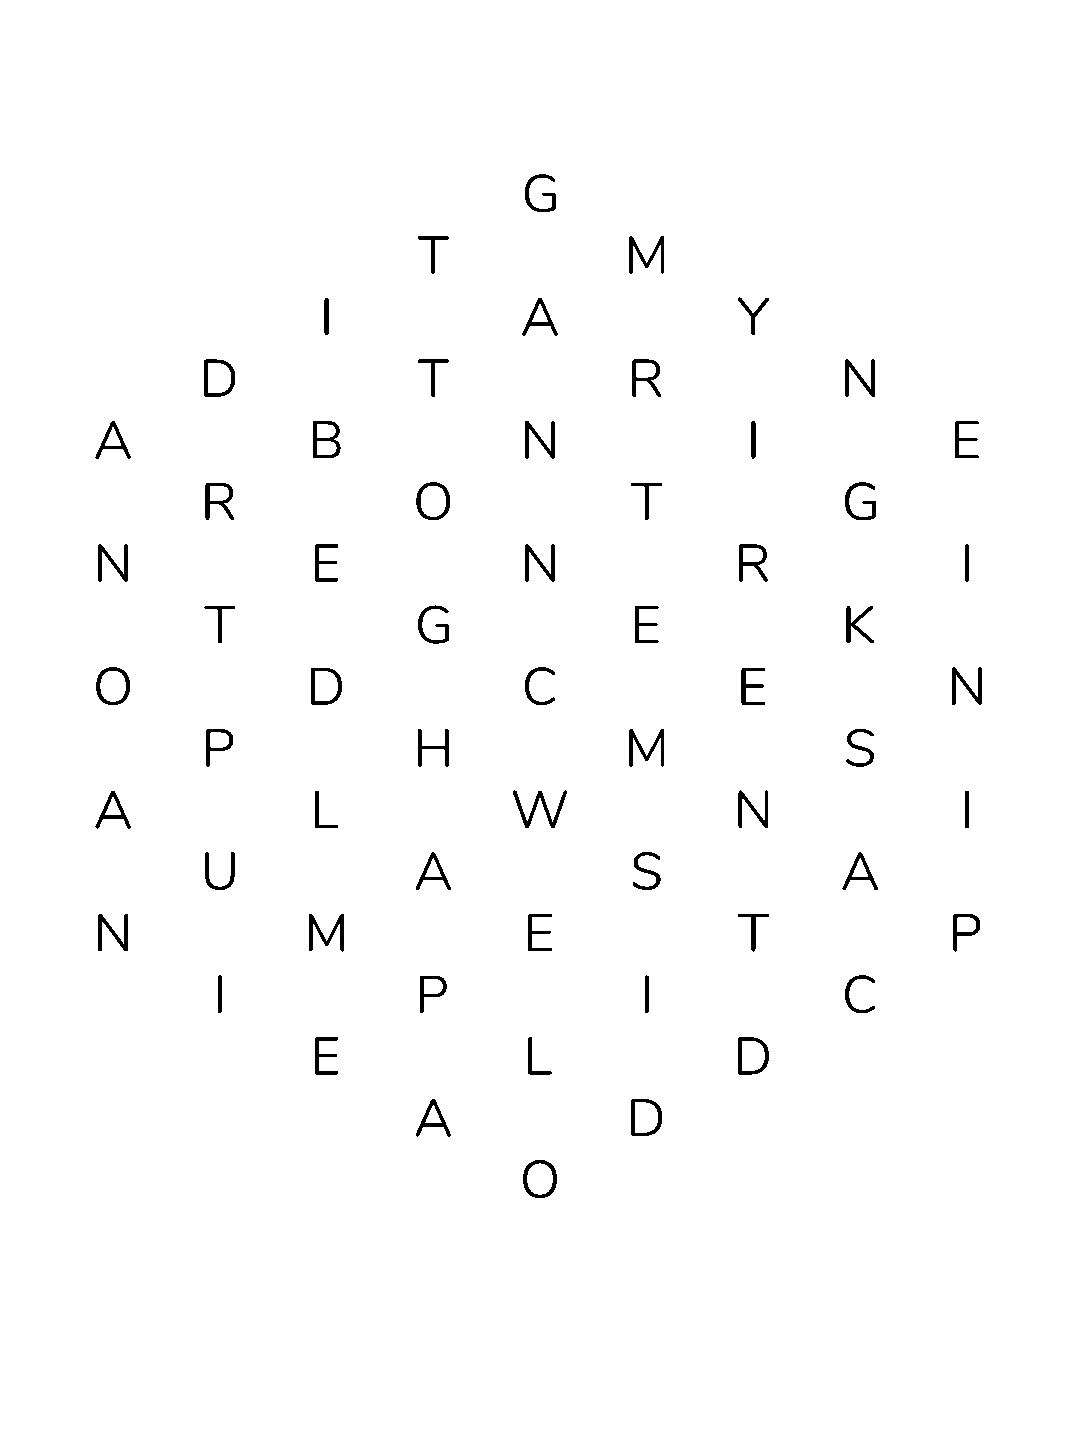 G
T M
I A Y
D T R N
A B N I E
R O T G
N E N R I
T G E K
O D C E N
P H M S
A L W N I
U A S A
N M E T P
I P I C
E L D
A D
O